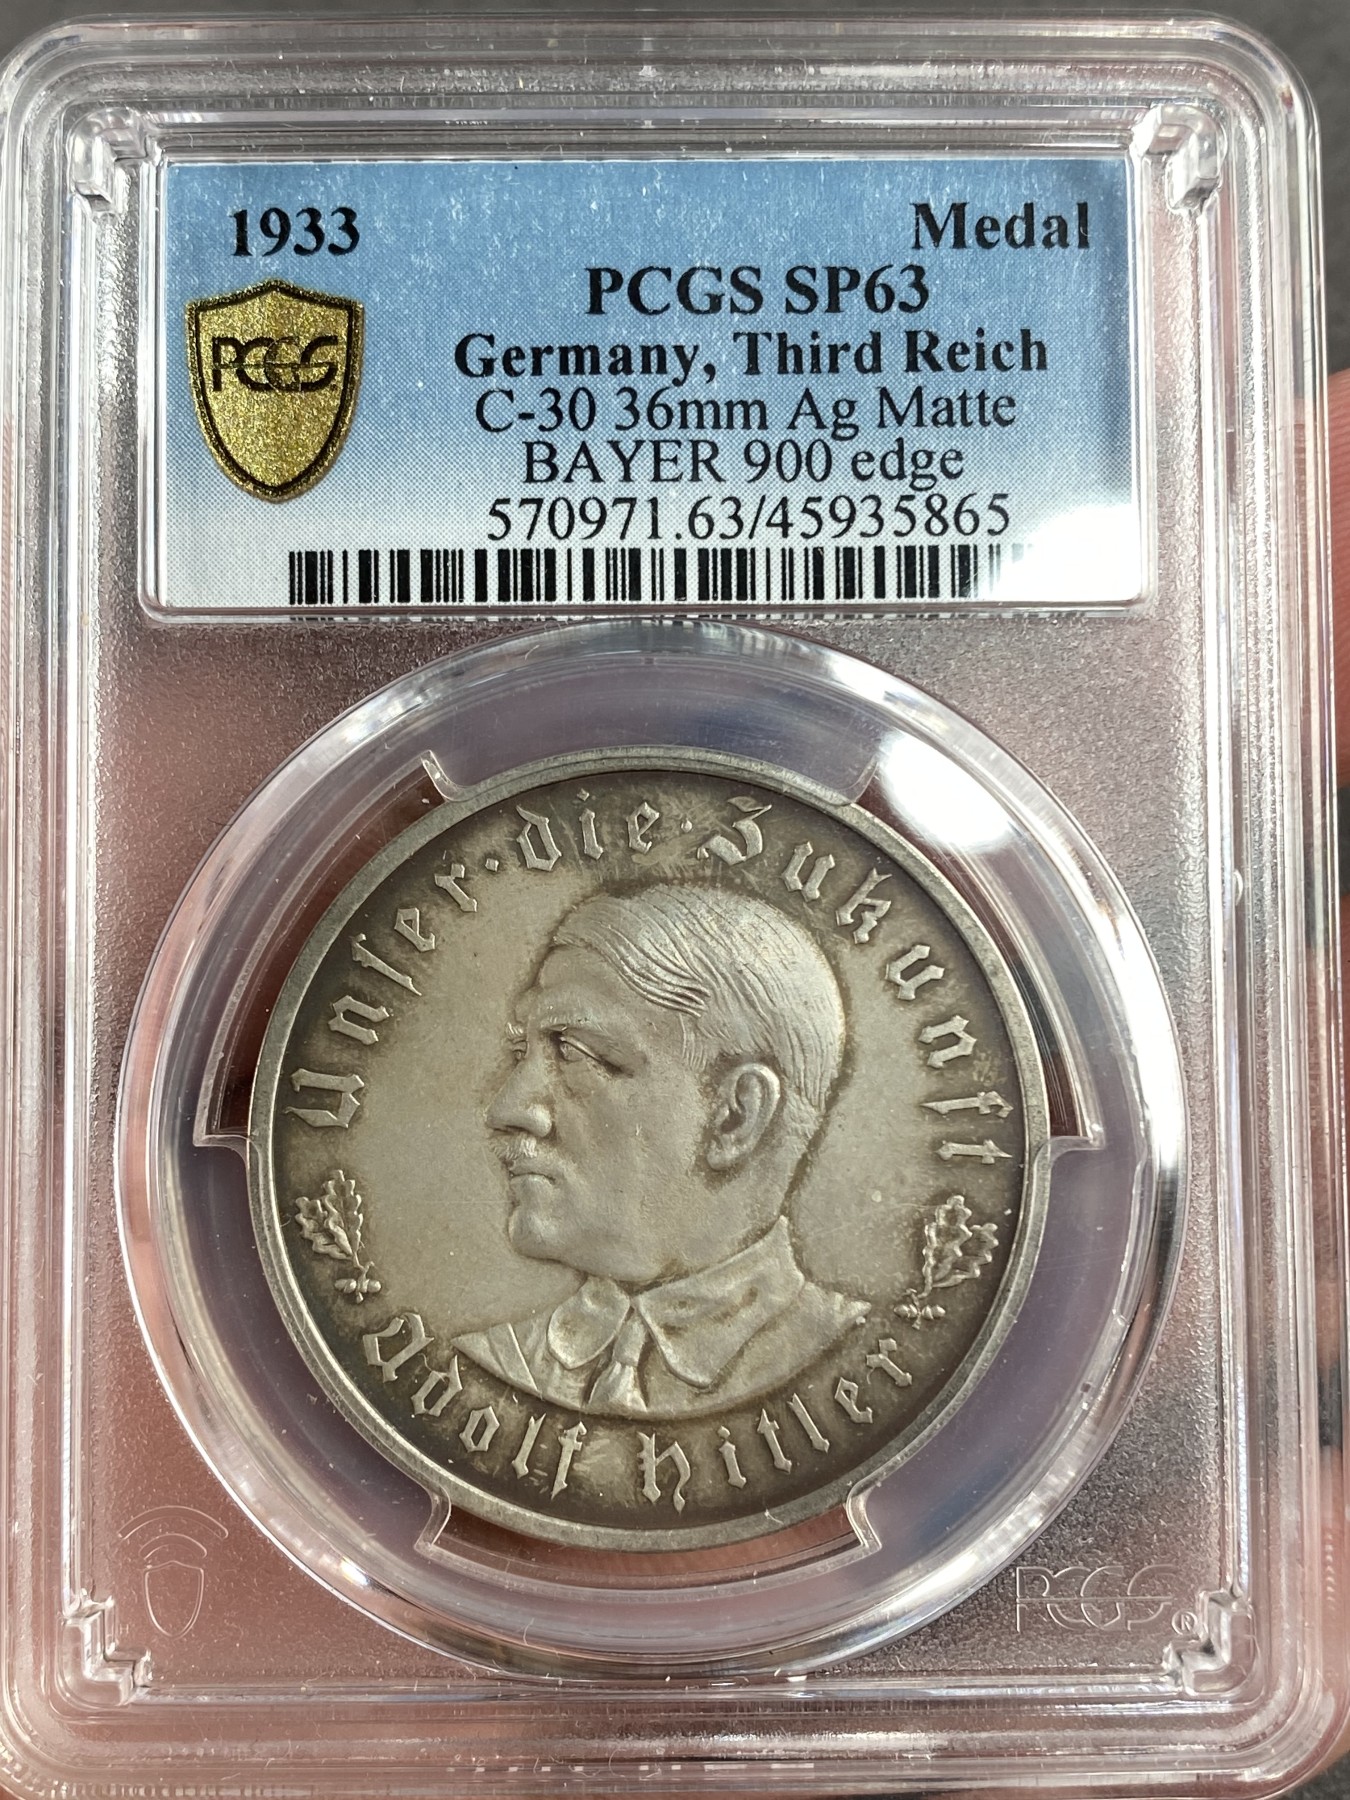 1933
Medal
PCGS SP63
PCGS
Germany, Third Reich
C-30 36mm Ag Matte
BAYER 900 edge
570971.63/45935865
Unser·die·Zukunft
Adolf Hitler
PCGS®